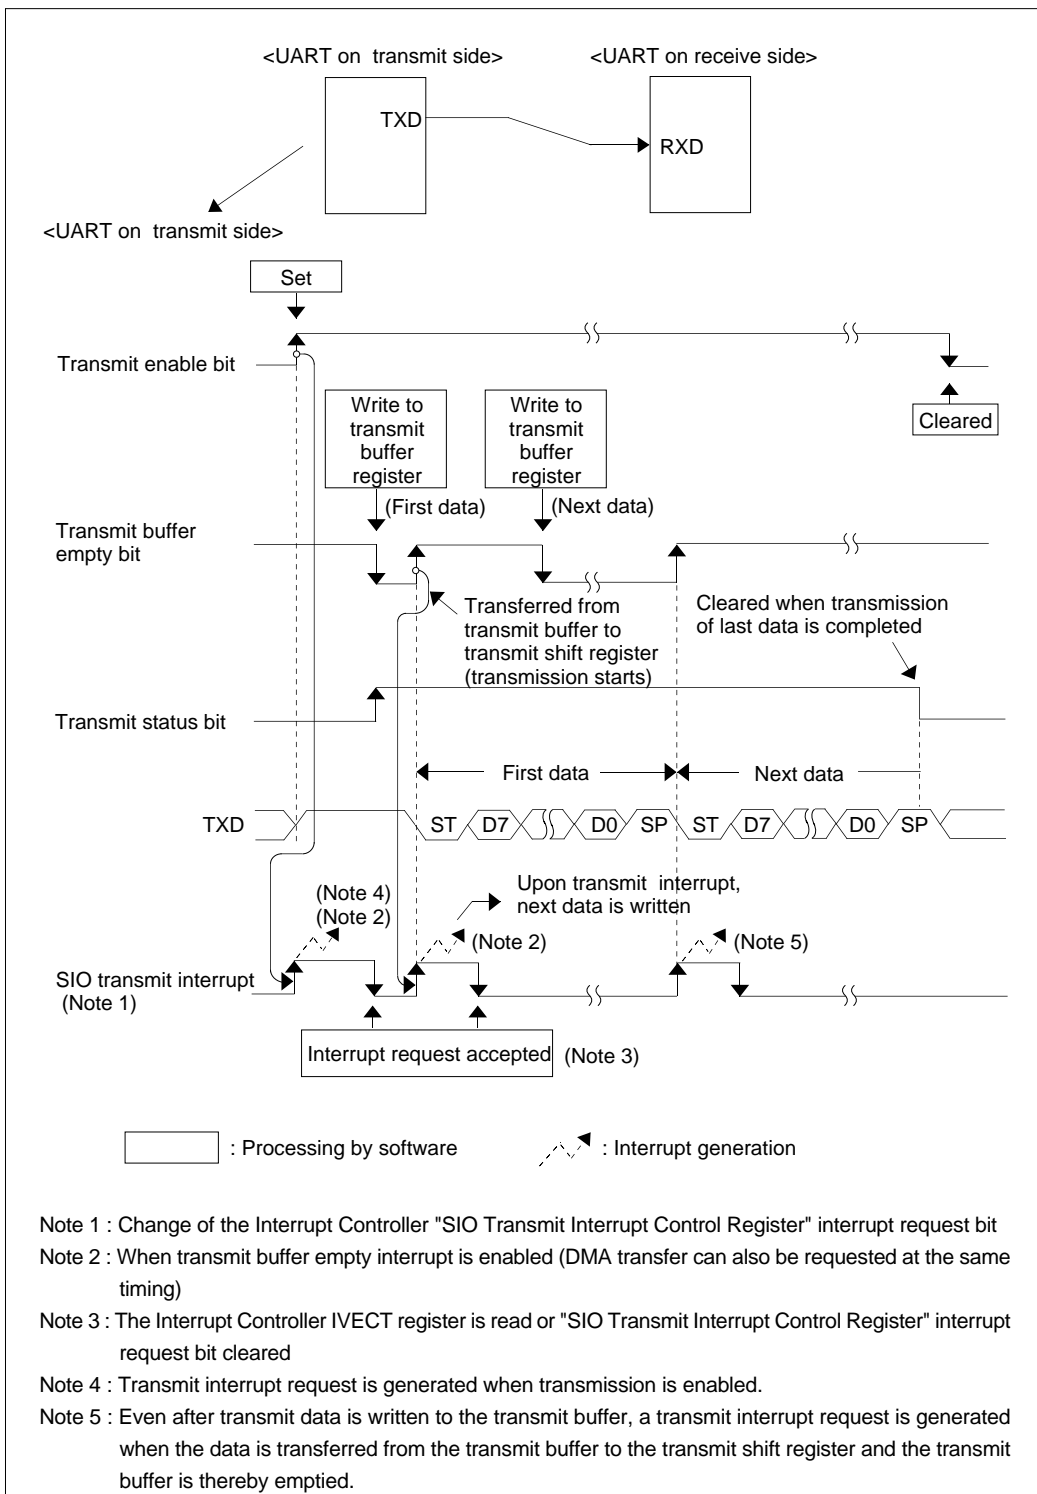 <UART on transmit side>
<UART on receive side>
TXD
RXD
<UART on transmit side>
Set
Transmit enable bit
Cleared
Write to
transmit
buffer
register
Write to
transmit
buffer
register
(First data)
(Next data)
Transmit buffer
empty bit
Transferred from
transmit buffer to
transmit shift register
(transmission starts)
Cleared when transmission
of last data is completed
Transmit status bit
First data
Next data
TXD
ST D7 D0 SP ST D7 D0 SP
(Note 4)
(Note 2)
Upon transmit interrupt,
next data is written
(Note 2)
(Note 5)
SIO transmit interrupt
(Note 1)
Interrupt request accepted
(Note 3)
: Processing by software
: Interrupt generation
Note 1 : Change of the Interrupt Controller "SIO Transmit Interrupt Control Register" interrupt request bit
Note 2 : When transmit buffer empty interrupt is enabled (DMA transfer can also be requested at the same
timing)
Note 3 : The Interrupt Controller IVECT register is read or "SIO Transmit Interrupt Control Register" interrupt
request bit cleared
Note 4 : Transmit interrupt request is generated when transmission is enabled.
Note 5 : Even after transmit data is written to the transmit buffer, a transmit interrupt request is generated
when the data is transferred from the transmit buffer to the transmit shift register and the transmit
buffer is thereby emptied.